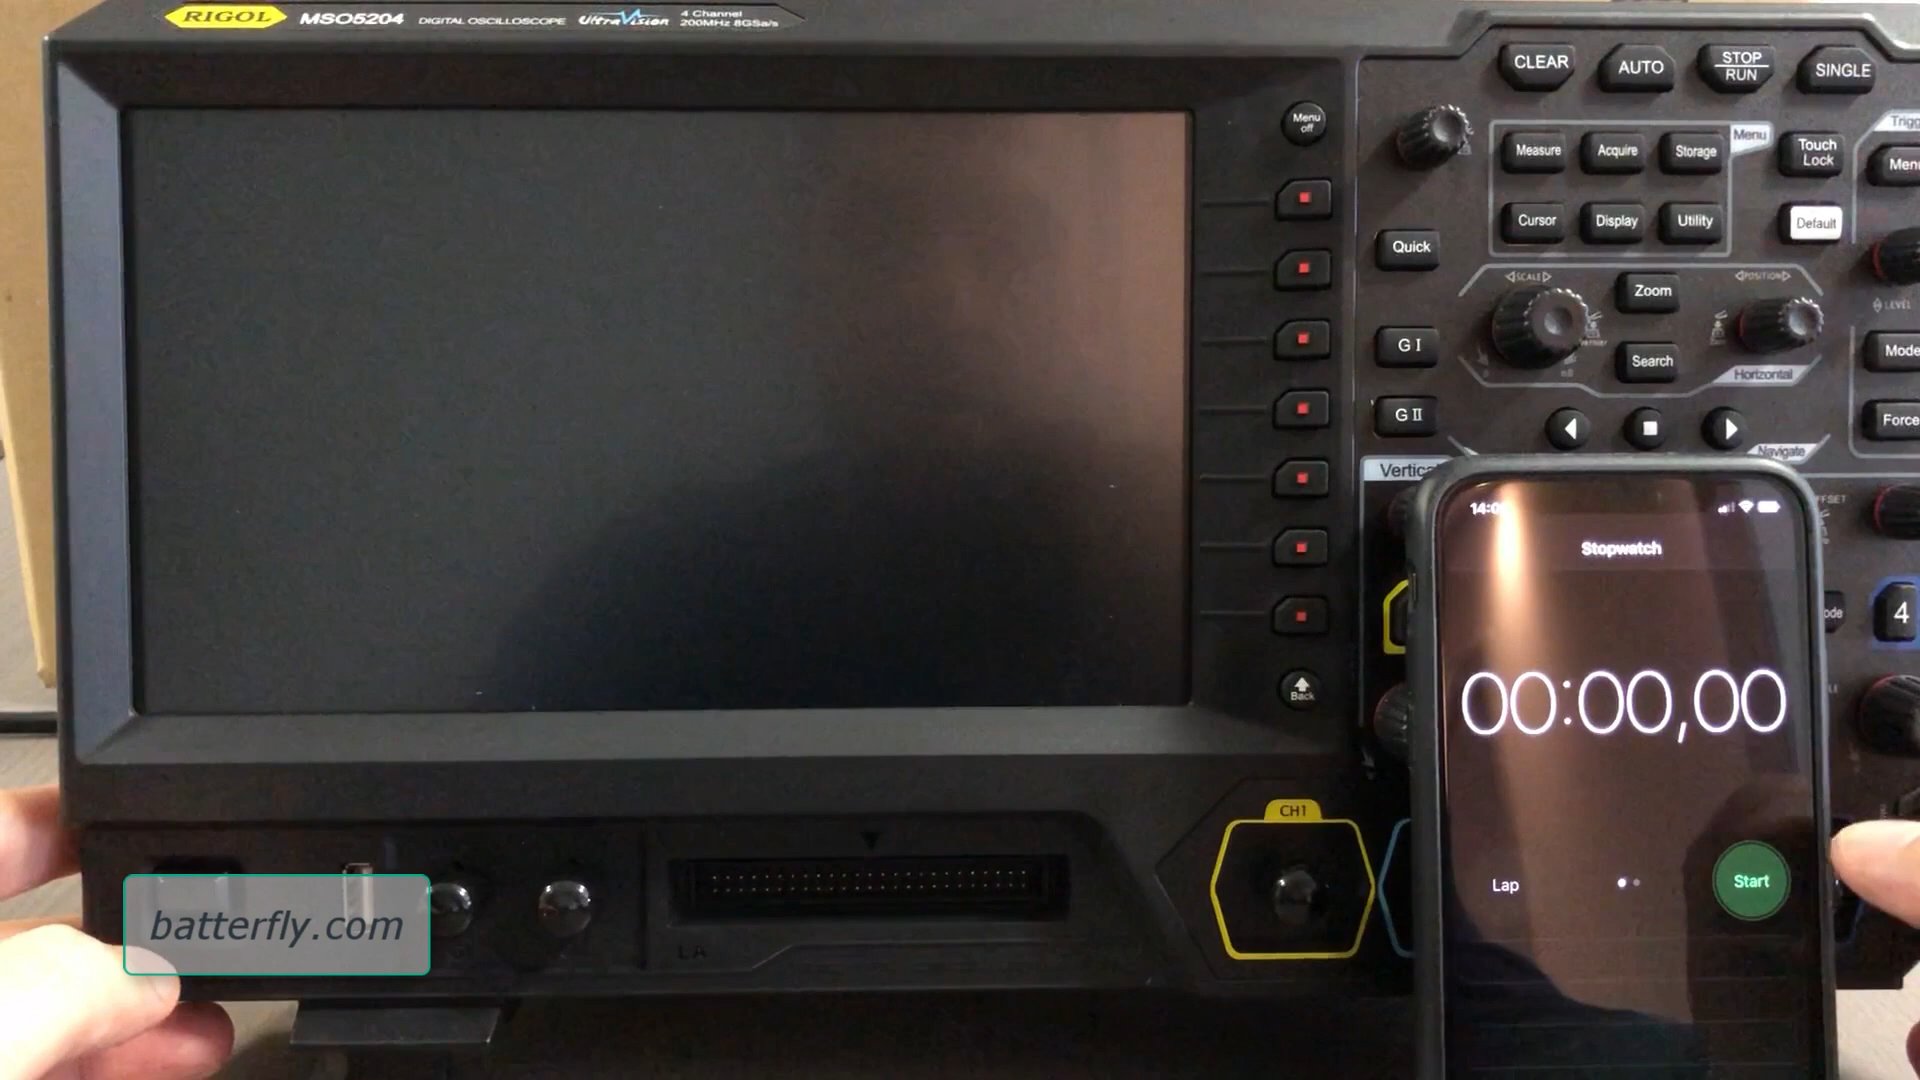 RIGOL MSO5204 DIGITAL OSCILLOSCOPE UltraVision 4 Channel
200MHz 8GSa/s
CLEAR
AUTO
STOP
RUN
SINGLE
Menu
off
Measure
Acquire
Storage
Menu
Touch
Lock
Cursor
Display
Utility
Default
Quick
SCALE
POSITION
Zoom
LEVEL
G I
Search
Horizontal
Mode
G II
Force
Navigate
Vertical
Stopwatch
4
Back
00:00,00
CH1
Lap
Start
LA
batterfly.com